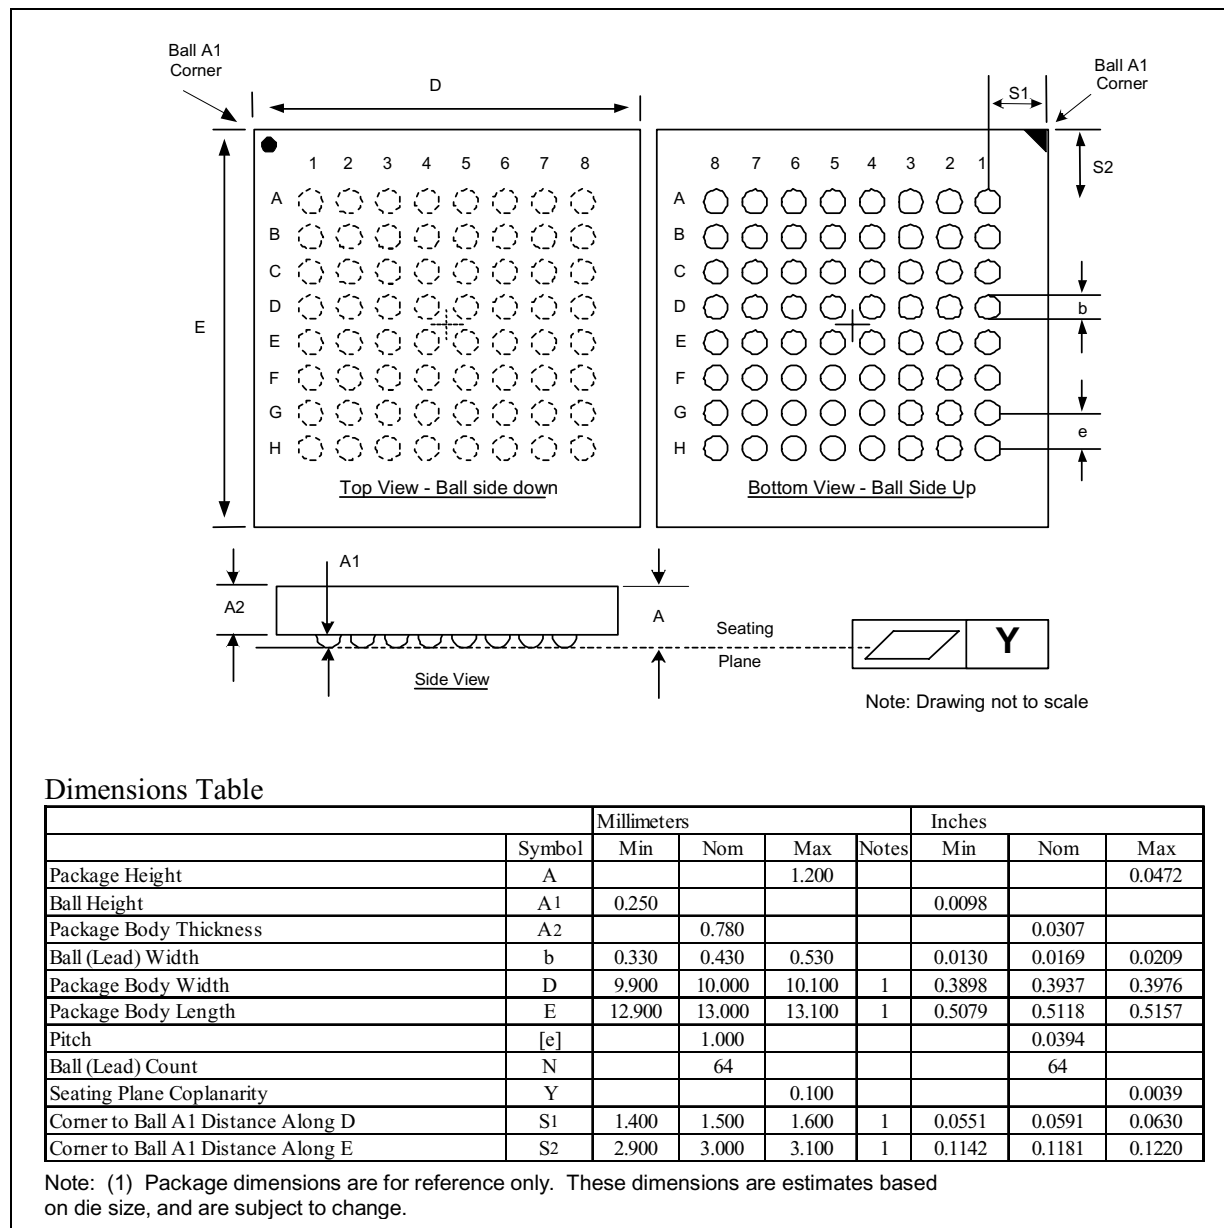 Ball A1
Corner
D
Ball A1
Corner
S1
S2
1 2 3 4 5 6 7 8
8 7 6 5 4 3 2 1
A
B
C
D
E
F
G
H
E
A
B
C
D
E
F
G
H
b
e
Top View - Ball side down
Bottom View - Ball Side Up
A1
A2
A
Seating
Plane
Y
Side View
Note: Drawing not to scale
Dimensions Table
Millimeters Inches
Symbol Min Nom Max Notes Min Nom Max
Package Height A 1.200 0.0472
Ball Height A1 0.250 0.0098
Package Body Thickness A2 0.780 0.0307
Ball (Lead) Width b 0.330 0.430 0.530 0.0130 0.0169 0.0209
Package Body Width D 9.900 10.000 10.100 1 0.3898 0.3937 0.3976
Package Body Length E 12.900 13.000 13.100 1 0.5079 0.5118 0.5157
Pitch [e] 1.000 0.0394
Ball (Lead) Count N 64 64
Seating Plane Coplanarity Y 0.100 0.0039
Corner to Ball A1 Distance Along D S1 1.400 1.500 1.600 1 0.0551 0.0591 0.0630
Corner to Ball A1 Distance Along E S2 2.900 3.000 3.100 1 0.1142 0.1181 0.1220
Note: (1) Package dimensions are for reference only. These dimensions are estimates based
on die size, and are subject to change.